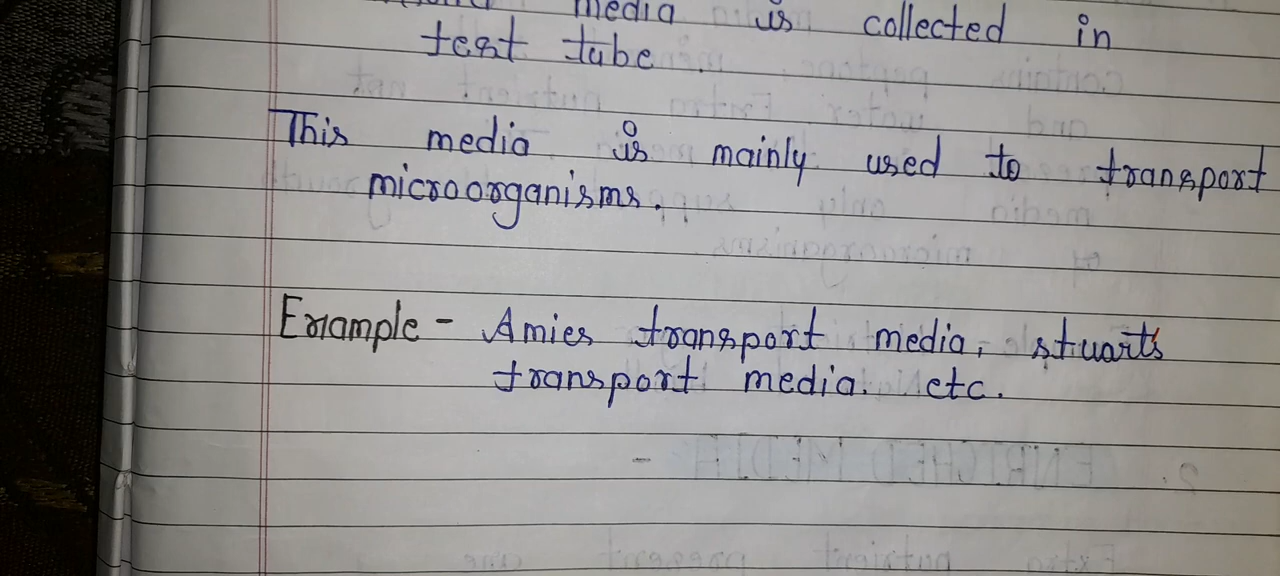 media is collected in
test tube.
This media is mainly used to transport
microorganisms.
Example - Amies transport media, stuart's
transport media. etc.